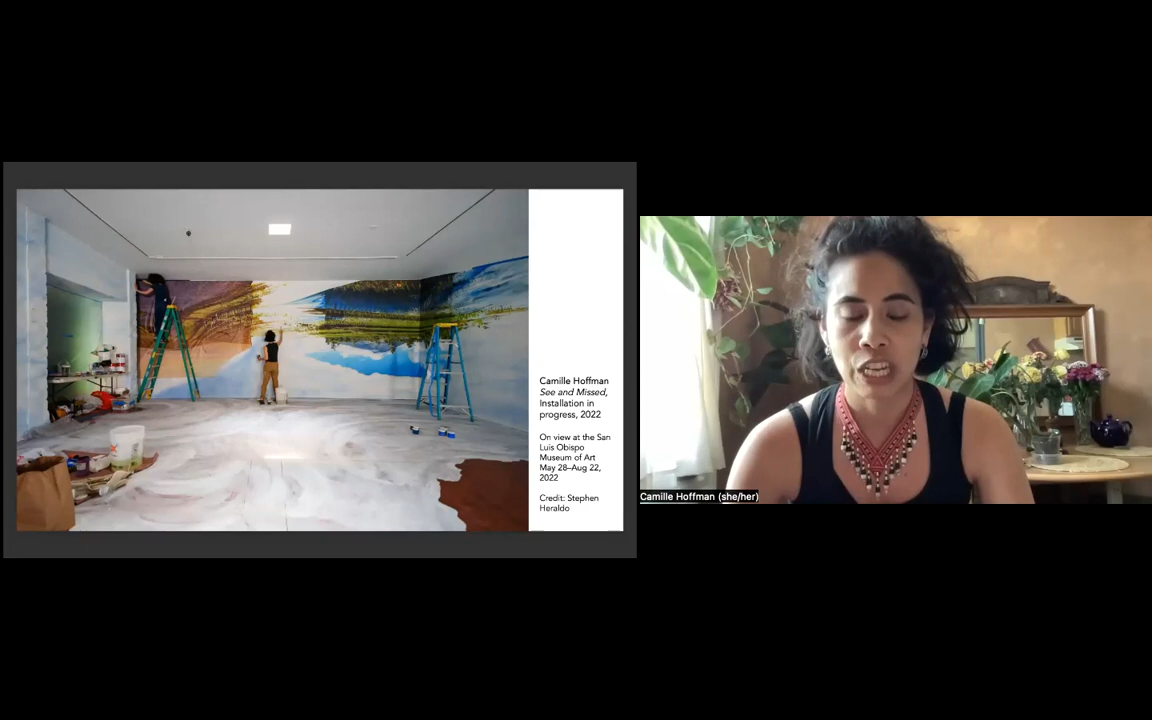 Camille Hoffman
See and Missed,
Installation in
progress, 2022
On view at the San
Luis Obispo
Museum of Art
May 28–Aug 22,
2022
Credit: Stephen
Heraldo
Camille Hoffman (she/her)